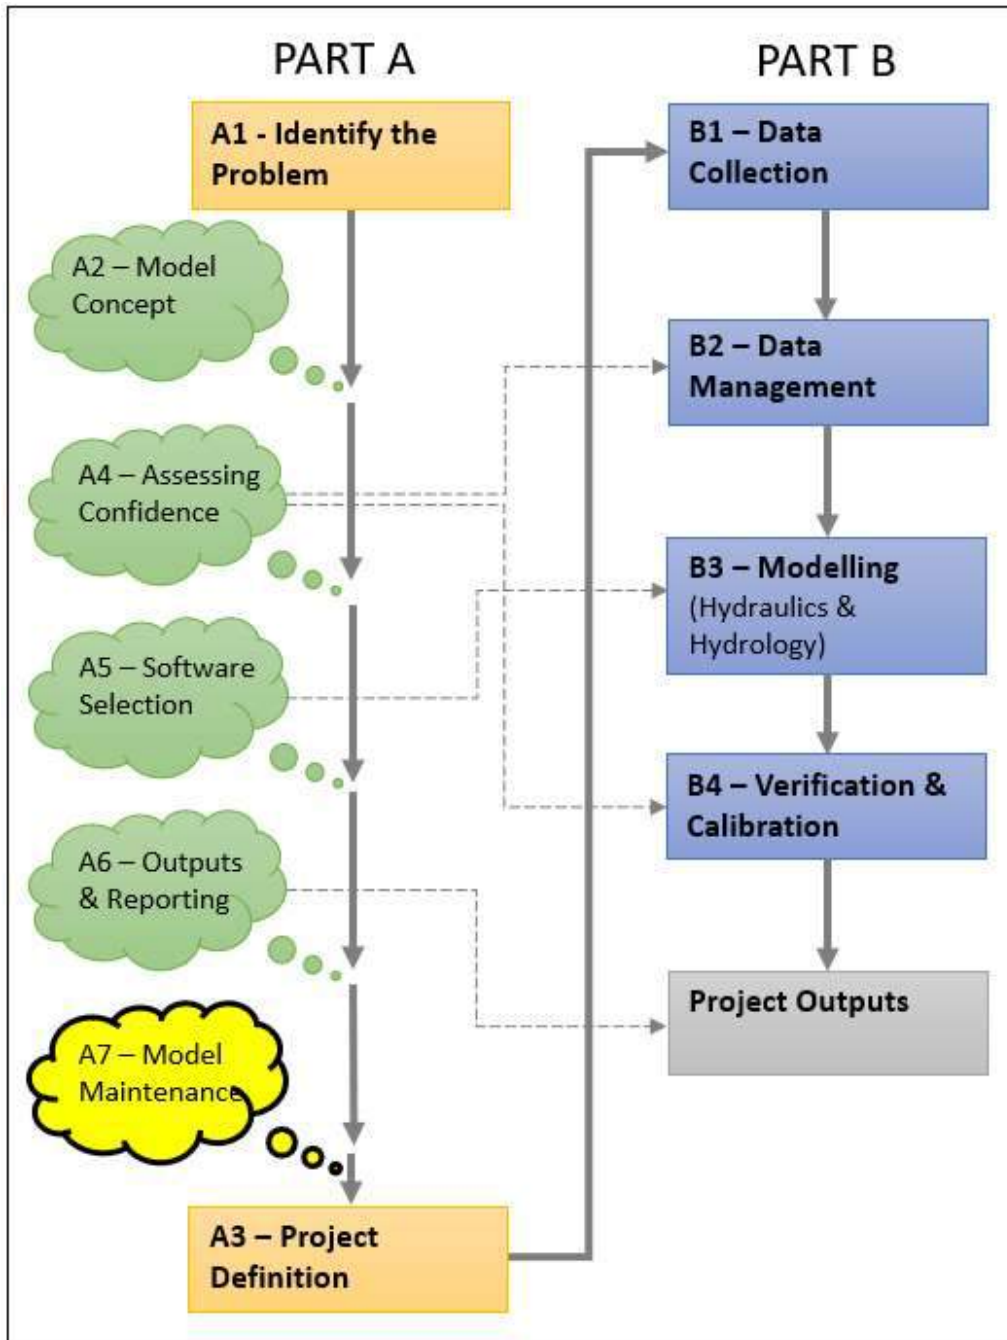 PART A
A1 - Identify the
Problem
A2 – Model
Concept
A4 – Assessing
Confidence
A5 – Software
Selection
A6 – Outputs
& Reporting
A7 – Model
Maintenance
A3 – Project
Definition
PART B
B1 – Data
Collection
B2 – Data
Management
B3 – Modelling
(Hydraulics &
Hydrology)
B4 – Verification &
Calibration
Project Outputs